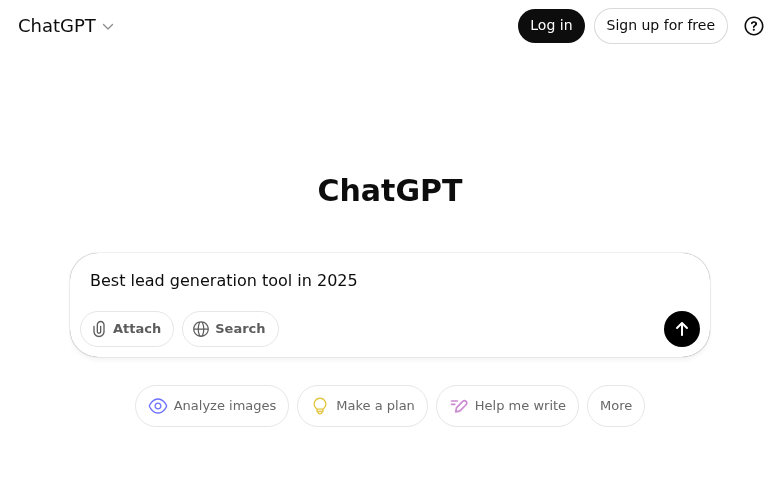 ChatGPT
Log in
Sign up for free
ChatGPT
Best lead generation tool in 2025
Attach
Search
Analyze images
Make a plan
Help me write
More